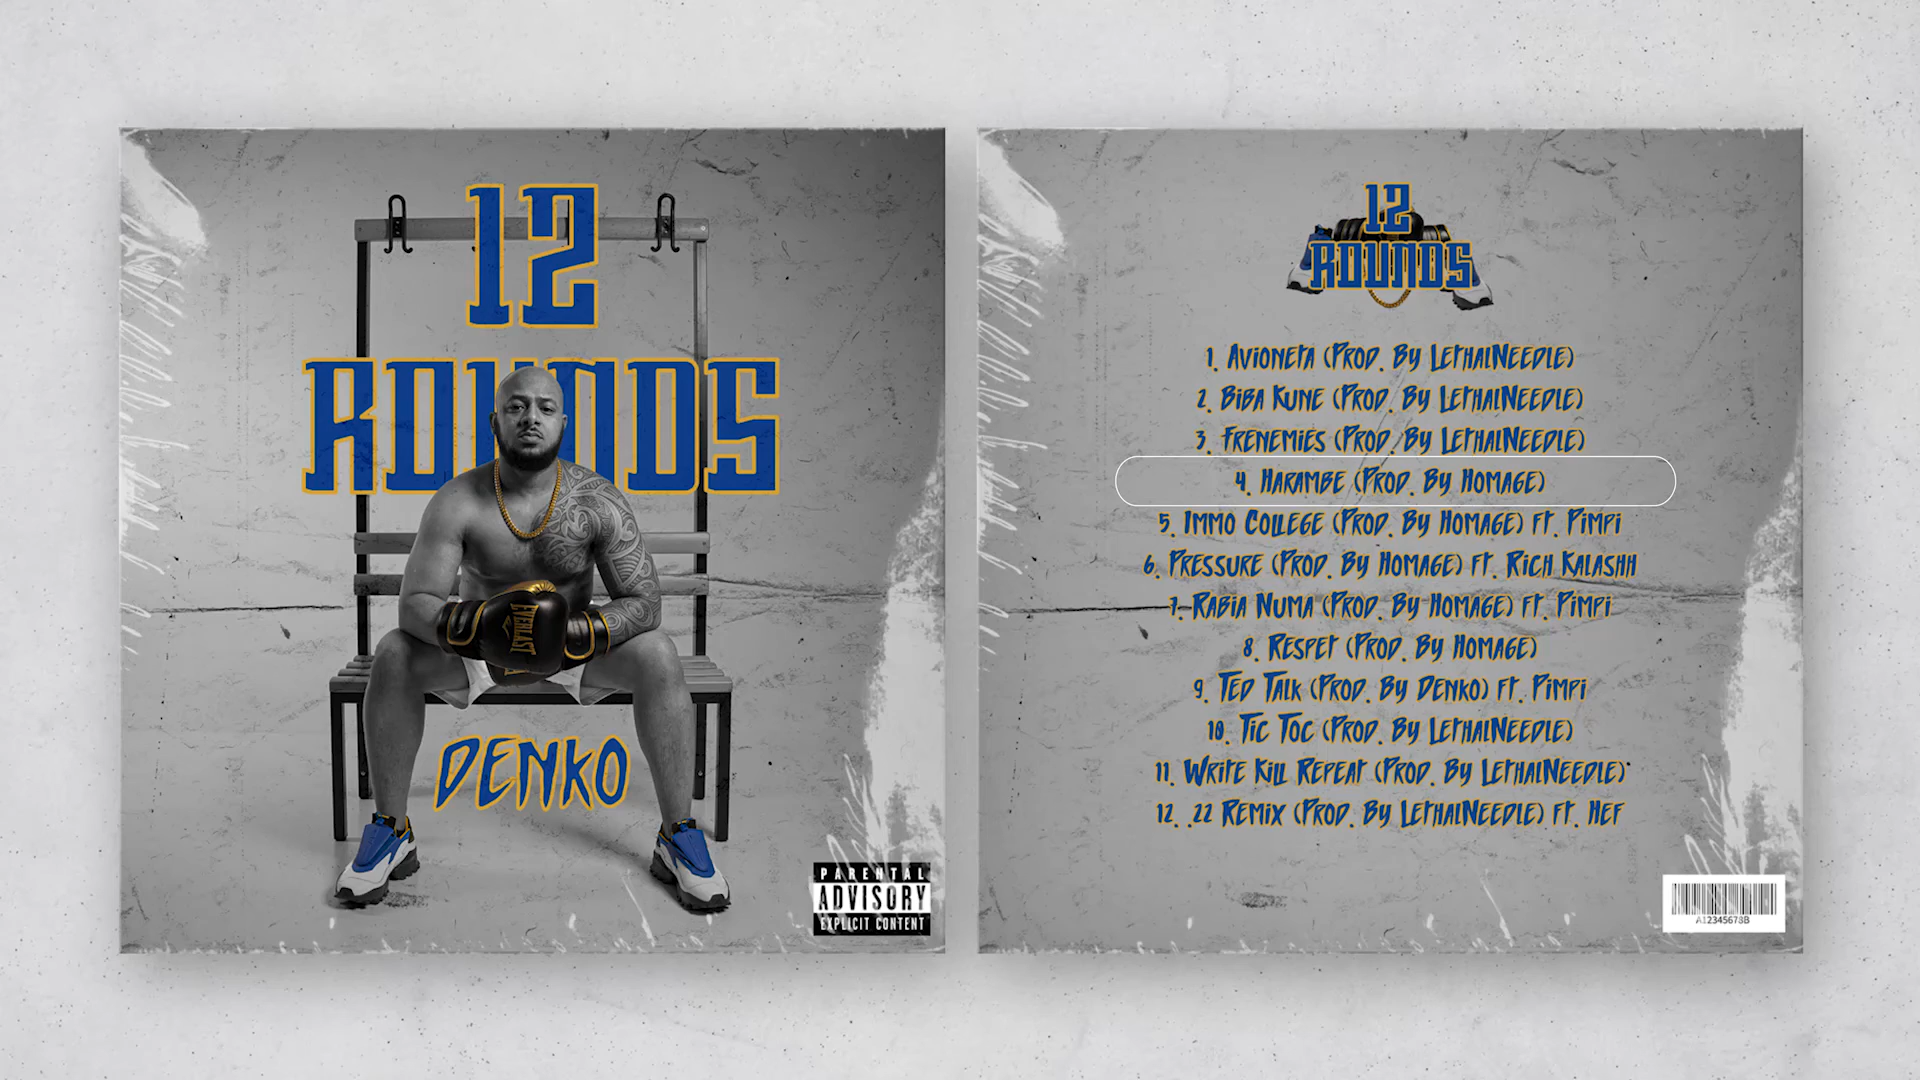 12
ROUNDS
EVERLAST
DENKO
PARENTAL
ADVISORY
EXPLICIT CONTENT
12
ROUNDS
1. Avioneta (Prod. By LethalNeedle)
2. Biba Kune (Prod. By LethalNeedle)
3. Frenemies (Prod. By LethalNeedle)
4. Harambe (Prod. By Homage)
5. Immo College (Prod. By Homage) ft. Pimpi
6. Pressure (Prod. By Homage) ft. Rich Kalashh
7. Rabia Numa (Prod. By Homage) ft. Pimpi
8. Respet (Prod. By Homage)
9. Ted Talk (Prod. By Denko) ft. Pimpi
10. Tic Toc (Prod. By LethalNeedle)
11. Write Kill Repeat (Prod. By LethalNeedle)
12. .22 Remix (Prod. By LethalNeedle) ft. Hef
A12345678B